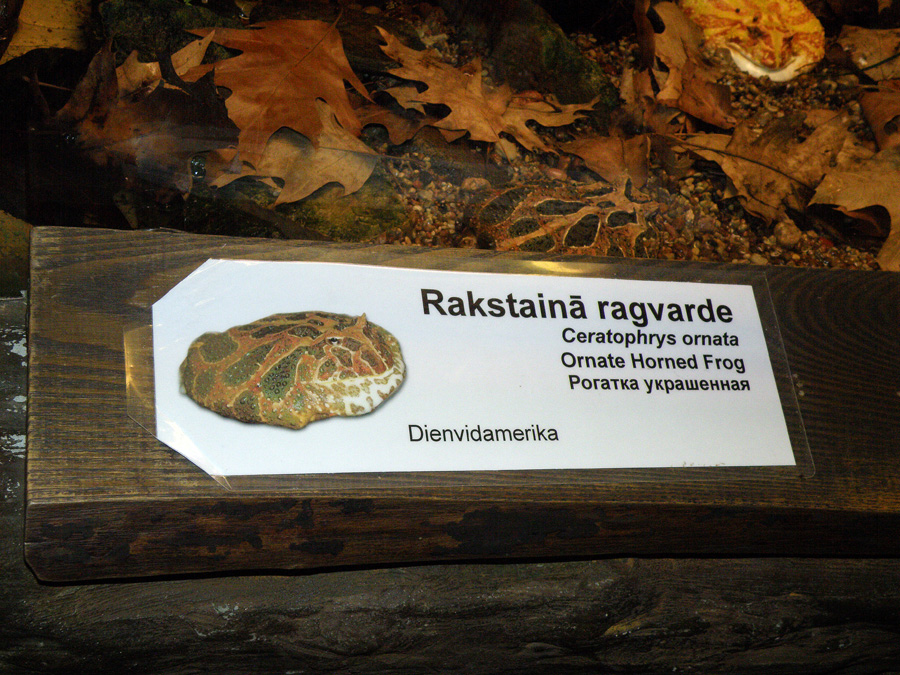 Rakstainā ragvarde
Ceratophrys ornata
Ornate Horned Frog
Рогатка украшенная
Dienvidamerika